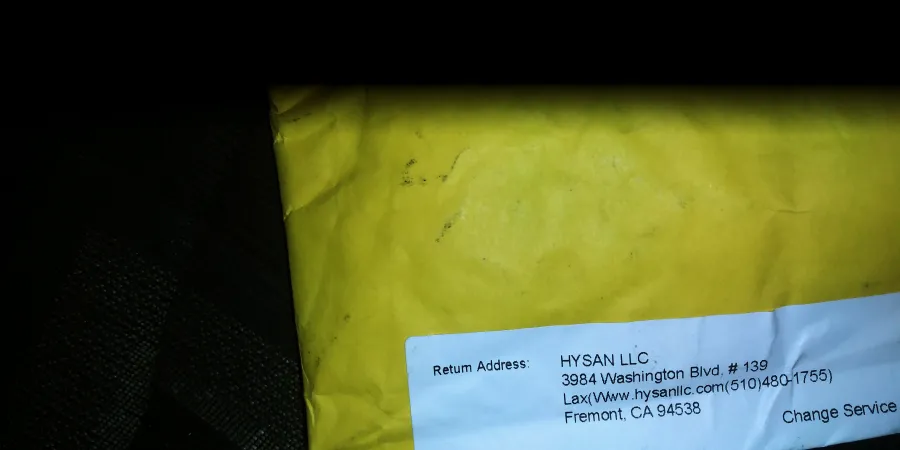 Return Address:
HYSAN LLC
3984 Washington Blvd. # 139
Lax(Www.hysanllc.com(510)480-1755)
Fremont, CA 94538
Change Service